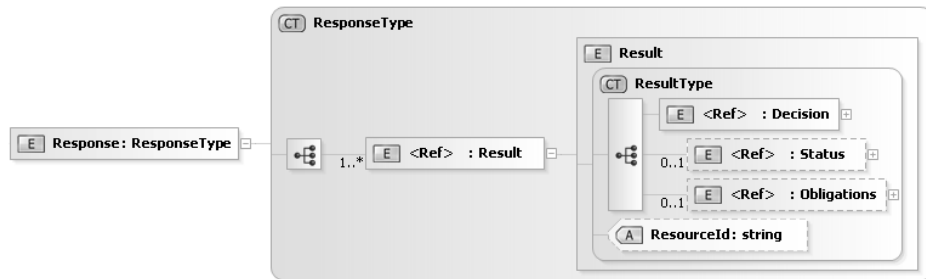 CT ResponseType
E Result
CT ResultType
E <Ref> : Decision
E Response: ResponseType
1..* E <Ref> : Result
0..1 E <Ref> : Status
0..1 E <Ref> : Obligations
A ResourceId: string